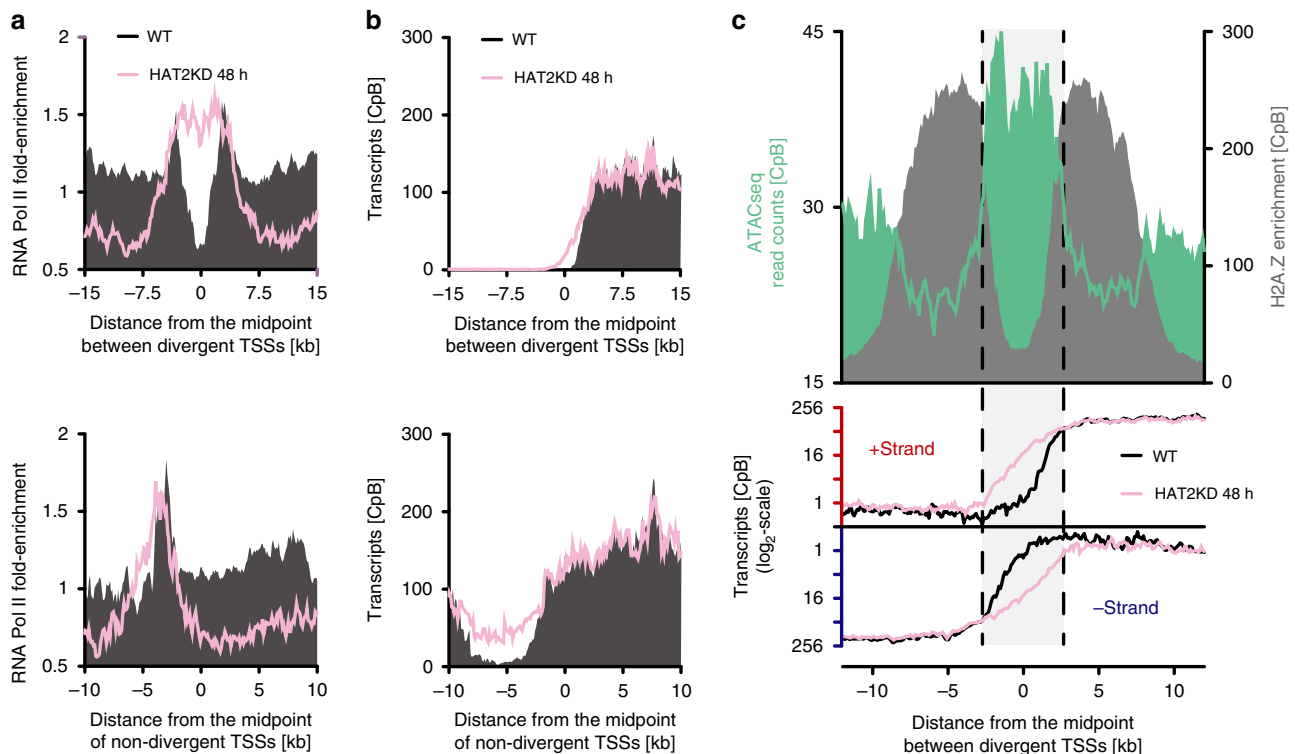 a
2
1.5
1
0.5
RNA Pol II fold-enrichment
WT
HAT2KD 48 h
−15 −7.5 0 7.5 15
Distance from the midpoint
between divergent TSSs [kb]
2
1.5
1
0.5
RNA Pol II fold-enrichment
−10 −5 0 5 10
Distance from the midpoint
of non-divergent TSSs [kb]
b
300
200
100
0
Transcripts [CpB]
WT
HAT2KD 48 h
−15 −7.5 0 7.5 15
Distance from the midpoint
between divergent TSSs [kb]
300
200
100
0
Transcripts [CpB]
−10 −5 0 5 10
Distance from the midpoint
of non-divergent TSSs [kb]
c
45
30
15
ATACseq
read counts [CpB]
300
200
100
0
H2A.Z enrichment [CpB]
256
16
1
1
16
256
Transcripts [CpB]
(log2-scale)
+Strand
WT
HAT2KD 48 h
−Strand
−10 −5 0 5 10
Distance from the midpoint
between divergent TSSs [kb]